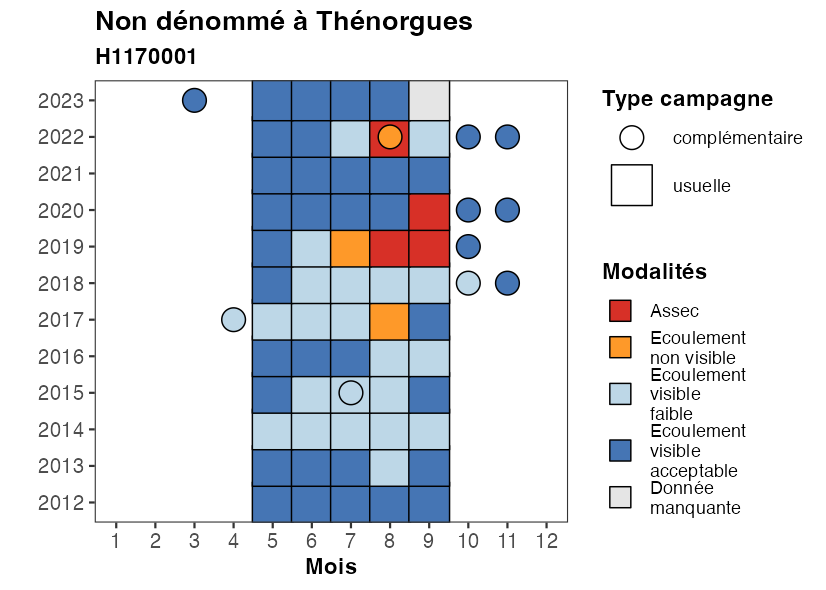 Non dénommé à Thénorgues
H1170001
2023
2022
2021
2020
2019
2018
2017
2016
2015
2014
2013
2012
1 2 3 4 5 6 7 8 9 10 11 12
Mois
Type campagne
complémentaire
usuelle
Modalités
Assec
Ecoulement
non visible
Ecoulement
visible
faible
Ecoulement
visible
acceptable
Donnée
manquante